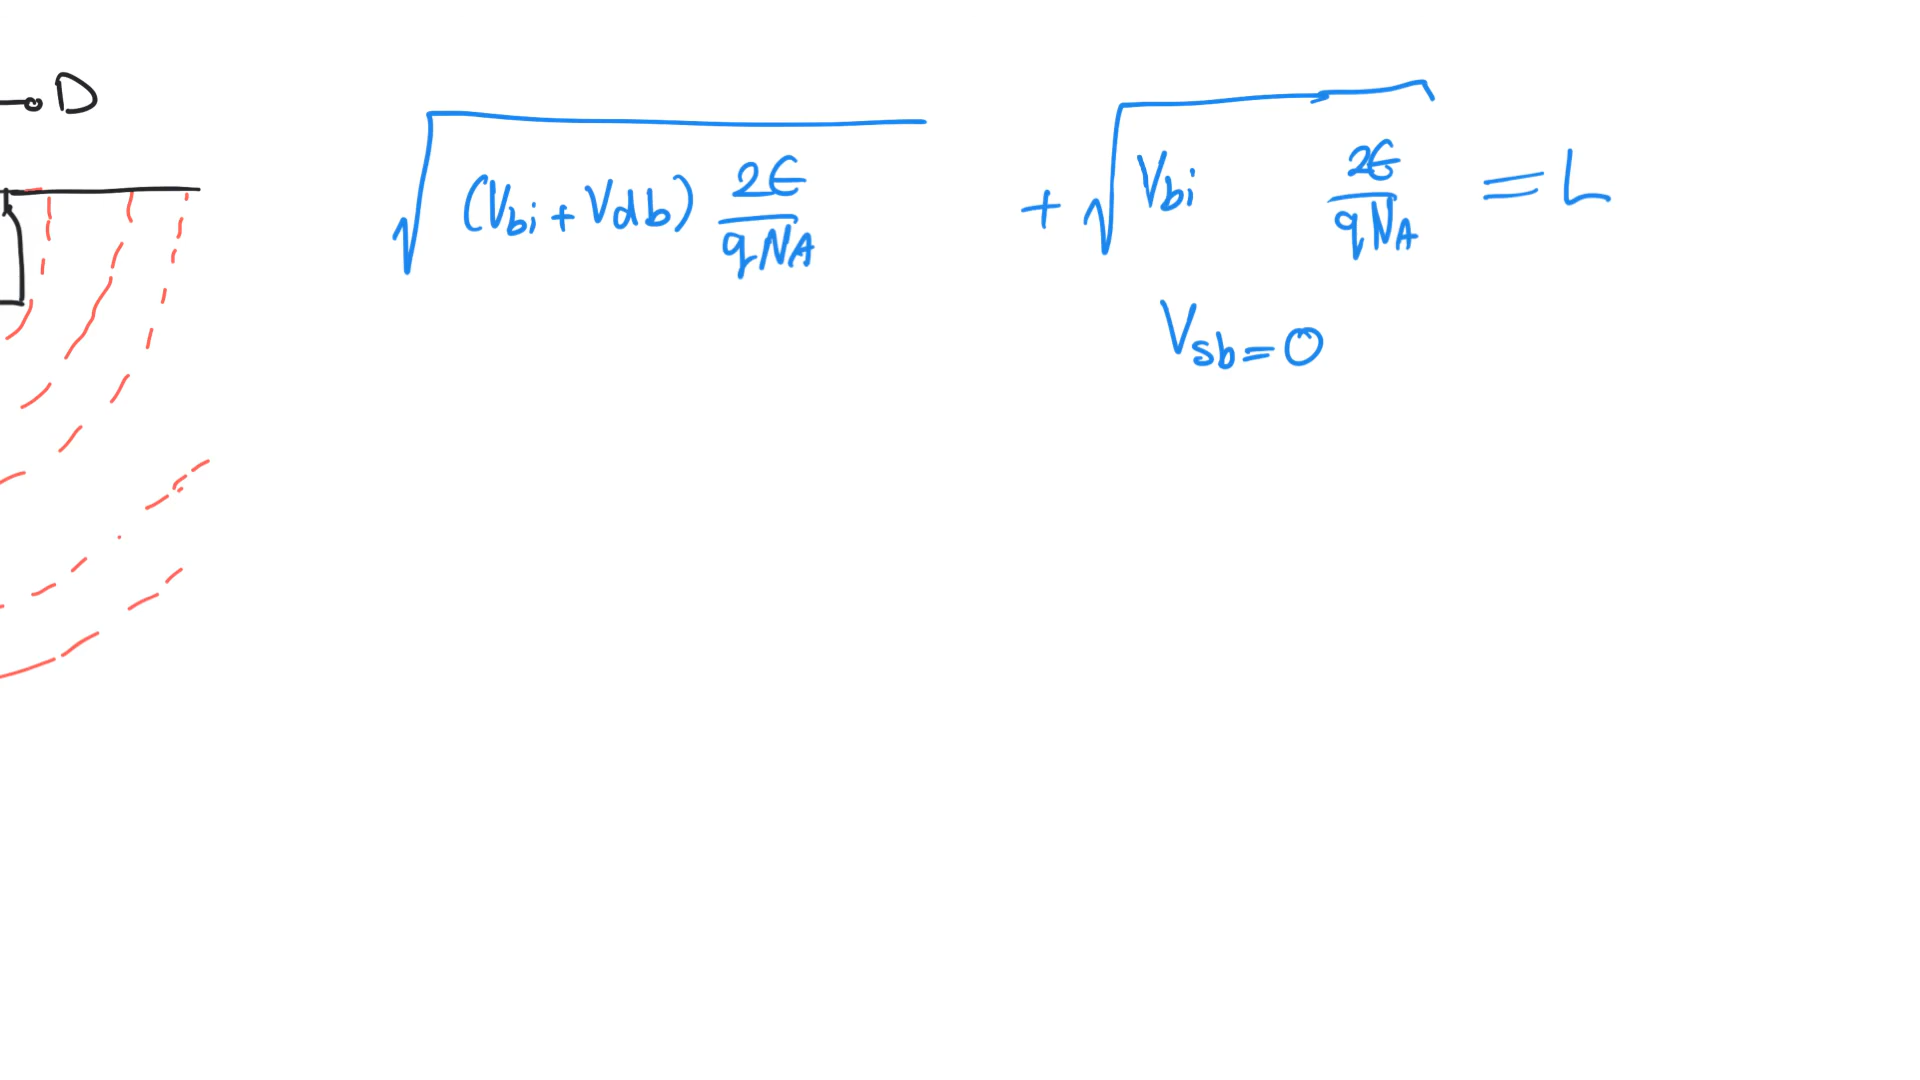 D
√((Vbi + Vdb) 2ϵ/qNA) + √(Vbi 2ϵ/qNA) = L
Vsb = 0